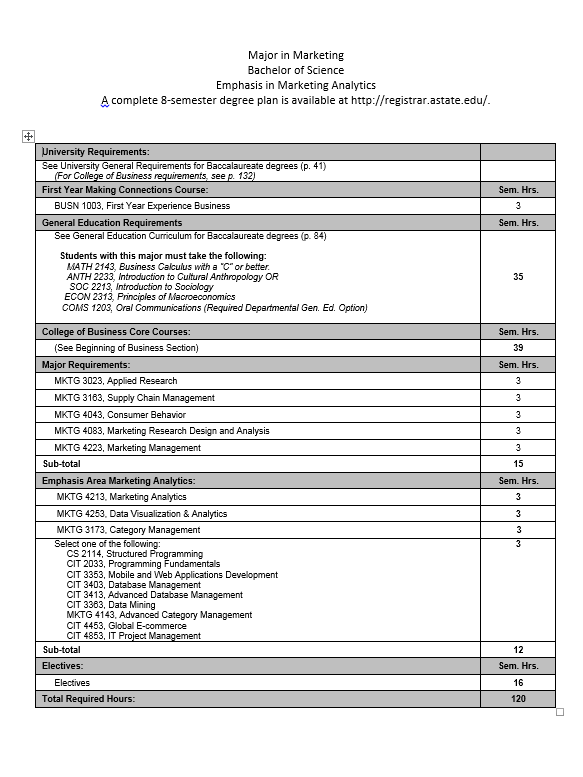 Major in Marketing
Bachelor of Science
Emphasis in Marketing Analytics
A complete 8-semester degree plan is available at http://registrar.astate.edu/.
University Requirements:
See University General Requirements for Baccalaureate degrees (p. 41)
(For College of Business requirements, see p. 132)
First Year Making Connections Course: Sem. Hrs.
BUSN 1003, First Year Experience Business 3
General Education Requirements Sem. Hrs.
See General Education Curriculum for Baccalaureate degrees (p. 84)
Students with this major must take the following:
MATH 2143, Business Calculus with a "C" or better.
ANTH 2233, Introduction to Cultural Anthropology OR
SOC 2213, Introduction to Sociology 35
ECON 2313, Principles of Macroeconomics
COMS 1203, Oral Communications (Required Departmental Gen. Ed. Option)
College of Business Core Courses: Sem. Hrs.
(See Beginning of Business Section) 39
Major Requirements: Sem. Hrs.
MKTG 3023, Applied Research 3
MKTG 3163, Supply Chain Management 3
MKTG 4043, Consumer Behavior 3
MKTG 4083, Marketing Research Design and Analysis 3
MKTG 4223, Marketing Management 3
Sub-total 15
Emphasis Area Marketing Analytics: Sem. Hrs.
MKTG 4213, Marketing Analytics 3
MKTG 4253, Data Visualization & Analytics 3
MKTG 3173, Category Management 3
Select one of the following: 3
CS 2114, Structured Programming
CIT 2033, Programming Fundamentals
CIT 3353, Mobile and Web Applications Development
CIT 3403, Database Management
CIT 3413, Advanced Database Management
CIT 3363, Data Mining
MKTG 4143, Advanced Category Management
CIT 4453, Global E-commerce
CIT 4853, IT Project Management
Sub-total 12
Electives: Sem. Hrs.
Electives 16
Total Required Hours: 120